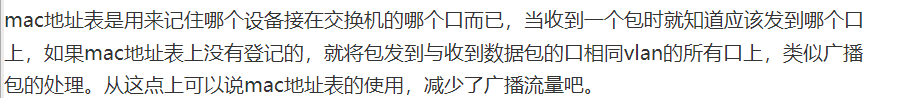 mac地址表是用来记住哪个设备接在交换机的哪个口而已，当收到一个包时就知道应该发到哪个口
上，如果mac地址表上没有登记的，就将包发到与收到数据包的口相同vlan的所有口上，类似广播
包的处理。从这点上可以说mac地址表的使用，减少了广播流量吧。